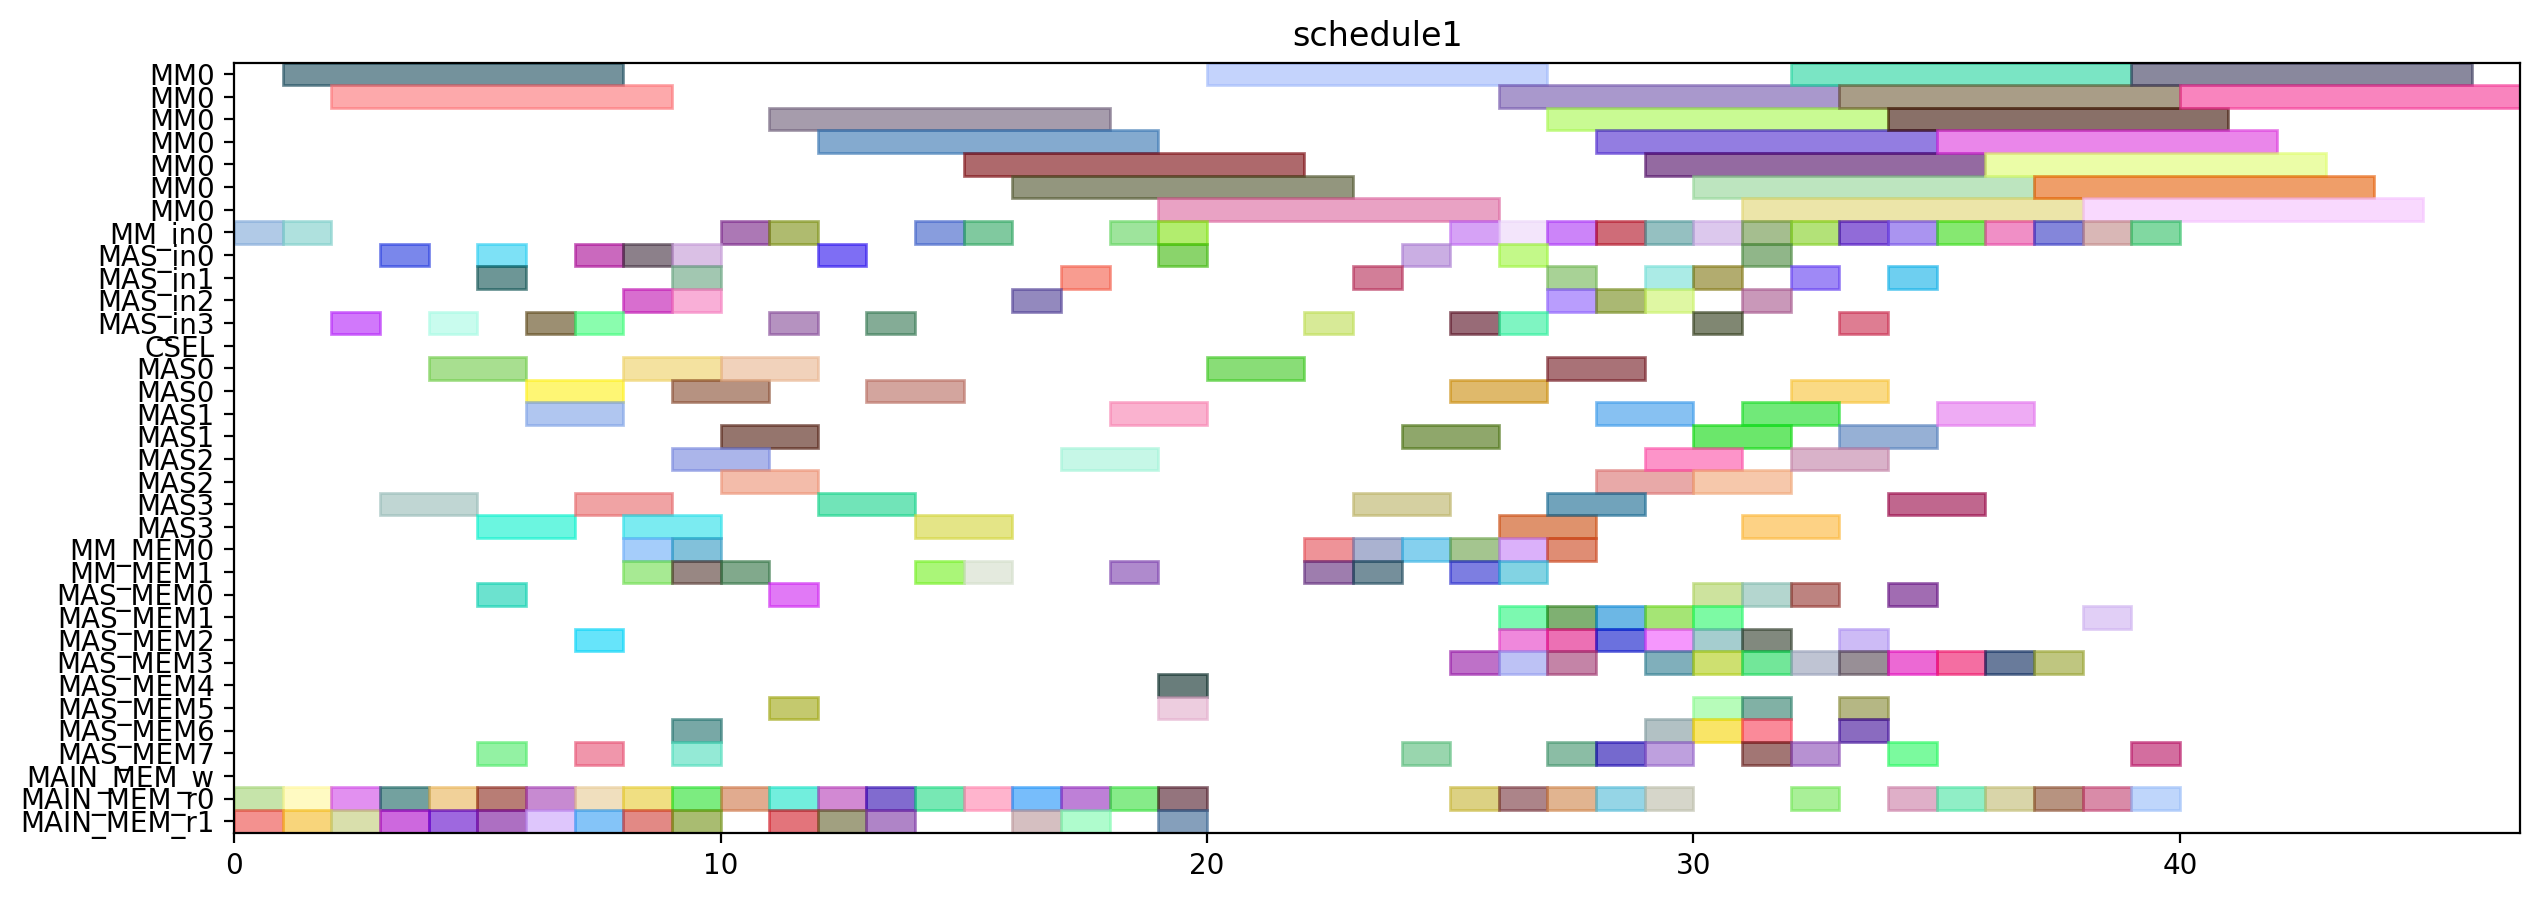 schedule1
MM0
MM0
MM0
MM0
MM0
MM0
MM0
MM_in0
MAS_in0
MAS_in1
MAS_in2
MAS_in3
CSEL
MAS0
MAS0
MAS1
MAS1
MAS2
MAS2
MAS3
MAS3
MM_MEM0
MM_MEM1
MAS_MEM0
MAS_MEM1
MAS_MEM2
MAS_MEM3
MAS_MEM4
MAS_MEM5
MAS_MEM6
MAS_MEM7
MAIN_MEM_w
MAIN_MEM_r0
MAIN_MEM_r1
0 10 20 30 40